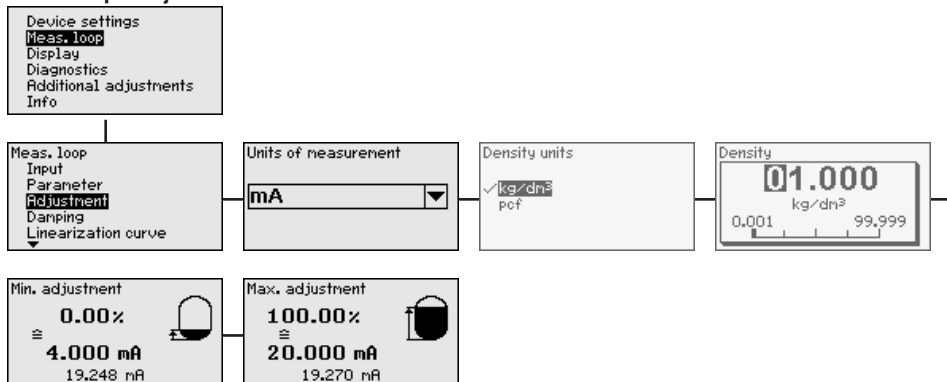 Device settings
Meas. loop
Display
Diagnostics
Additional adjustments
Info
Meas. loop
Input
Parameter
Adjustment
Damping
Linearization curve
Units of measurement
mA
Density units
✓kg/dm³
pcf
Density
01.000
kg/dm³
0.001 99.999
Min. adjustment
0.00%
≙
4.000 mA
19.248 mA
Max. adjustment
100.00%
≙
20.000 mA
19.270 mA